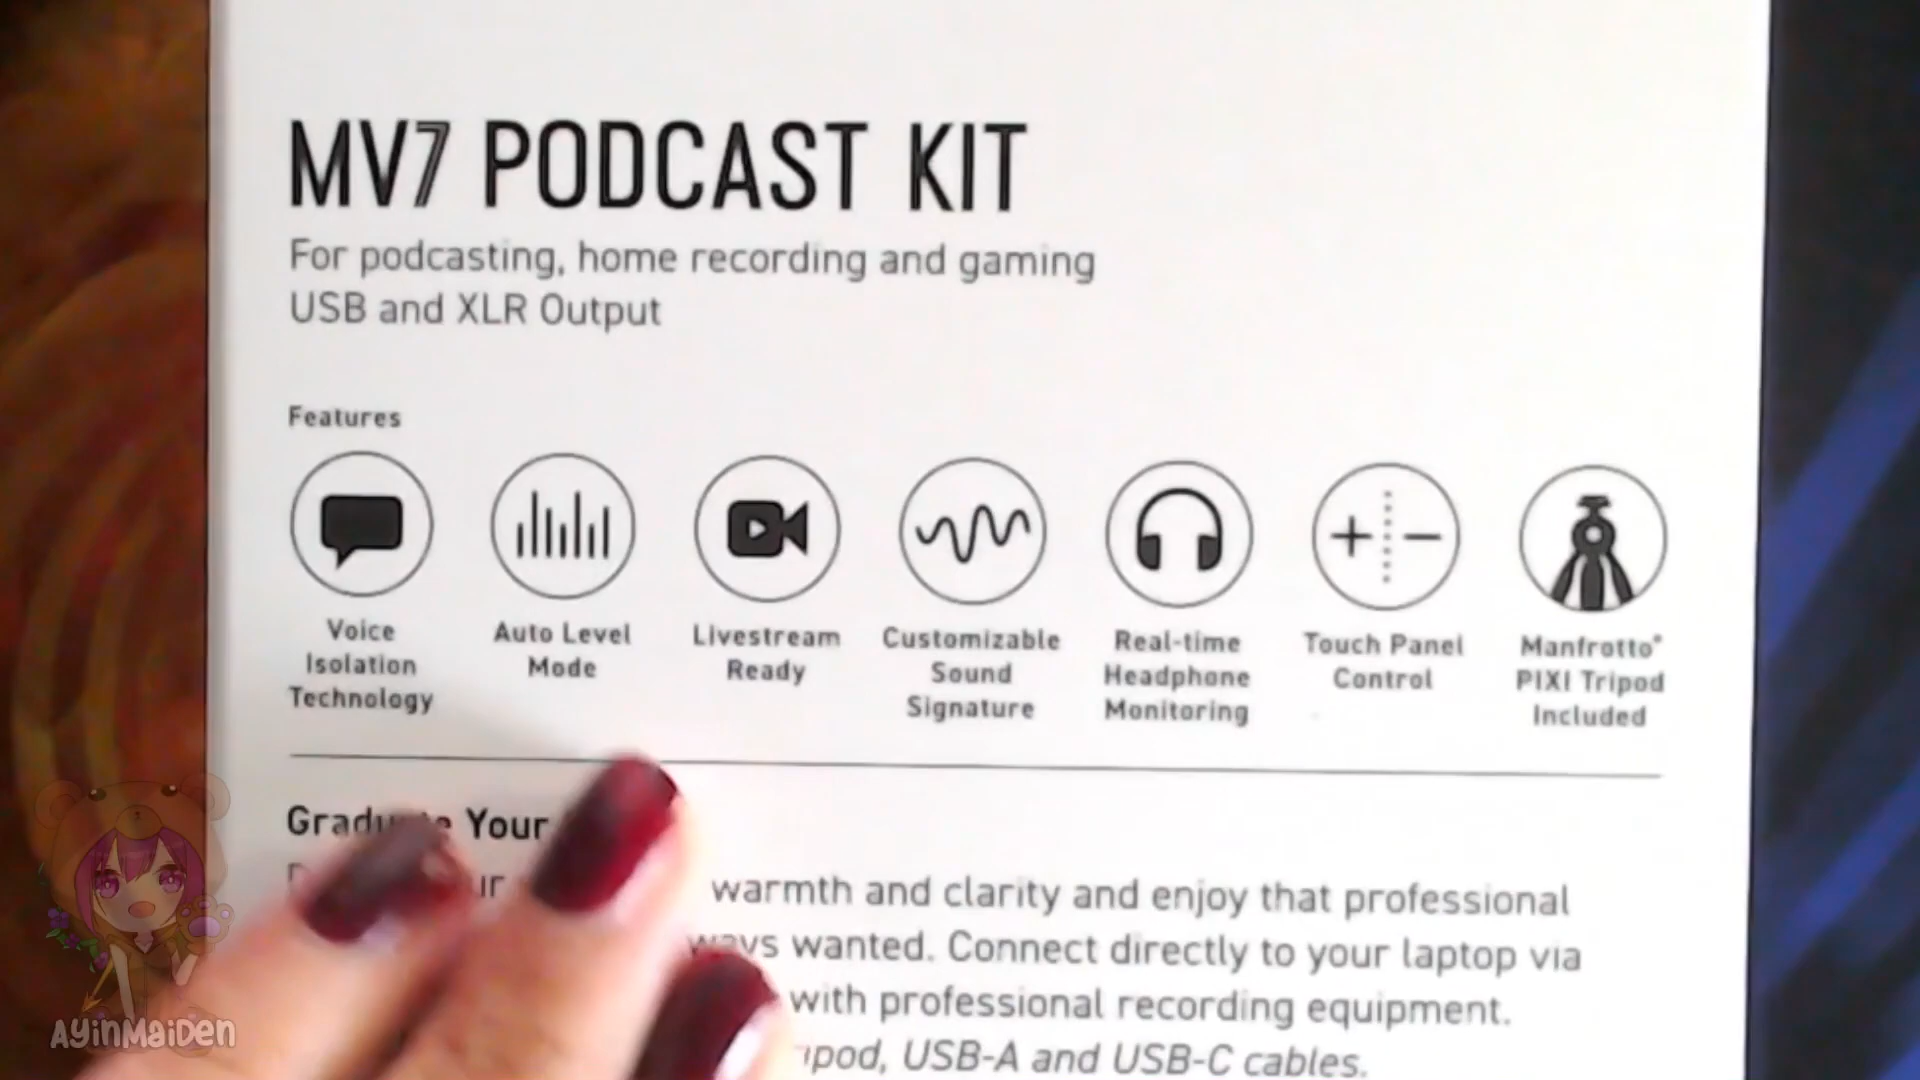 MV7 PODCAST KIT
For podcasting, home recording and gaming
USB and XLR Output
Features
Voice
Isolation
Technology
Auto Level
Mode
Livestream
Ready
Customizable
Sound
Signature
Real-time
Headphone
Monitoring
Touch Panel
Control
Manfrotto®
PIXI Tripod
Included
Your
warmth and clarity and enjoy that professional
wanted. Connect directly to your laptop via
with professional recording equipment.
USB-A and USB-C cables.
AyinMaiDen